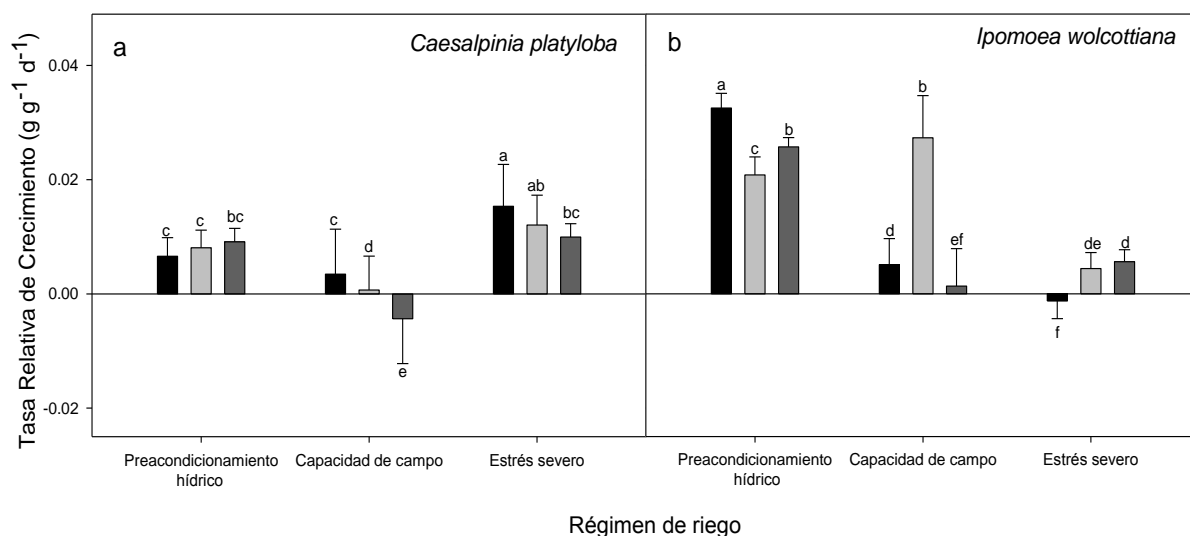 a
Caesalpinia platyloba
b
Ipomoea wolcottiana
Tasa Relativa de Crecimiento (g g-1 d-1)
0.04
0.02
0.00
-0.02
c c bc
c d e
a ab bc
a c b
d b ef
f de d
Preacondicionamiento
hídrico
Capacidad de campo
Estrés severo
Preacondicionamiento
hídrico
Capacidad de campo
Estrés severo
Régimen de riego